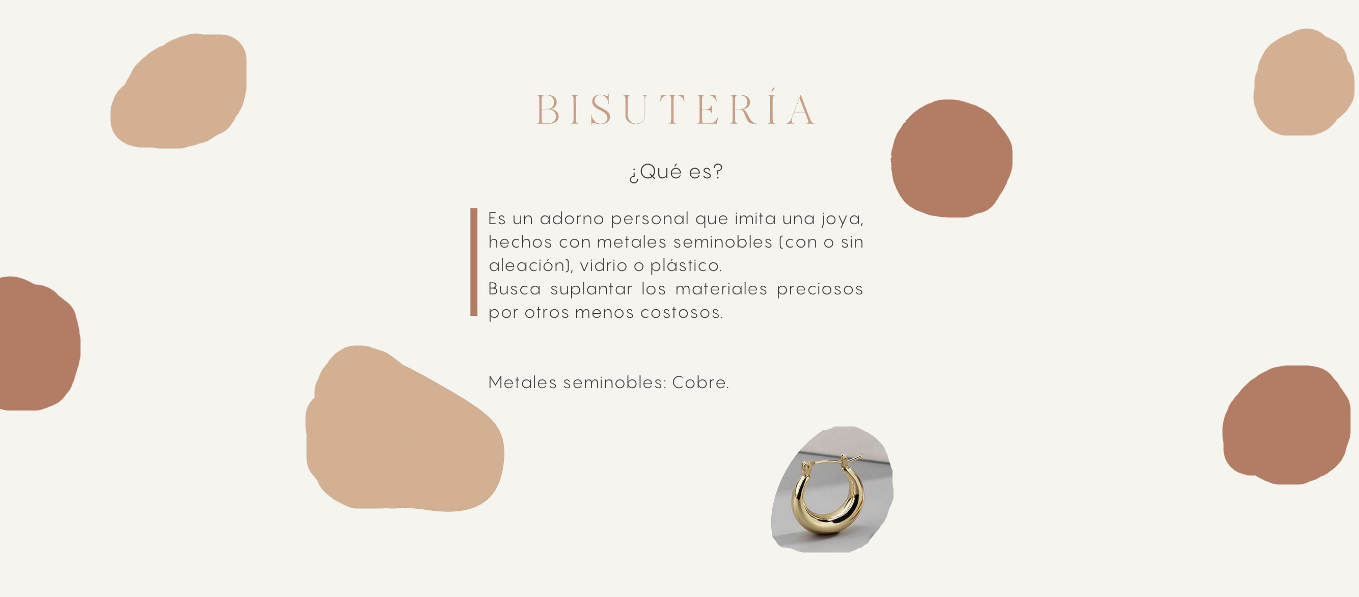 BISUTERÍA
¿Qué es?
Es un adorno personal que imita una joya,
hechos con metales seminobles (con o sin
aleación), vidrio o plástico.
Busca suplantar los materiales preciosos
por otros menos costosos.
Metales seminobles: Cobre.